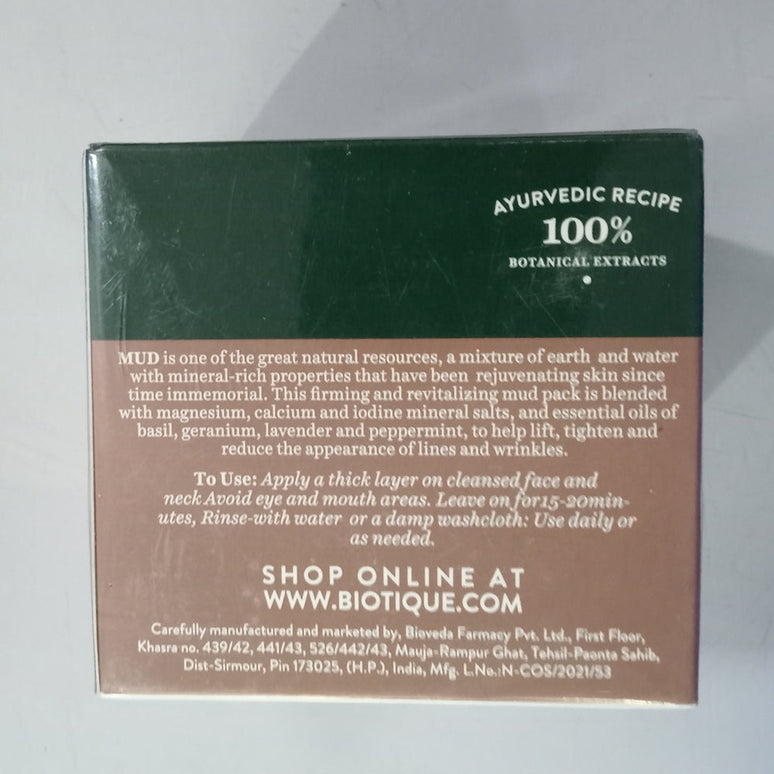 AYURVEDIC RECIPE
100%
BOTANICAL EXTRACTS
MUD is one of the great natural resources, a mixture of earth and water
with mineral-rich properties that have been rejuvenating skin since
time immemorial. This firming and revitalizing mud pack is blended
with magnesium, calcium and iodine mineral salts, and essential oils of
basil, geranium, lavender and peppermint, to help lift, tighten and
reduce the appearance of lines and wrinkles.
To Use: Apply a thick layer on cleansed face and
neck Avoid eye and mouth areas. Leave on for15-20min-
utes, Rinse-with water or a damp washcloth: Use daily or
as needed.
SHOP ONLINE AT
WWW.BIOTIQUE.COM
Carefully manufactured and marketed by, Bioveda Farmacy Pvt. Ltd., First Floor,
Khasra no. 439/42, 441/43, 526/442/43, Mauja-Rampur Ghat, Tehsil-Paonta Sahib,
Dist-Sirmour, Pin 173025, (H.P.), India, Mfg. L.No.:N-COS/2021/53